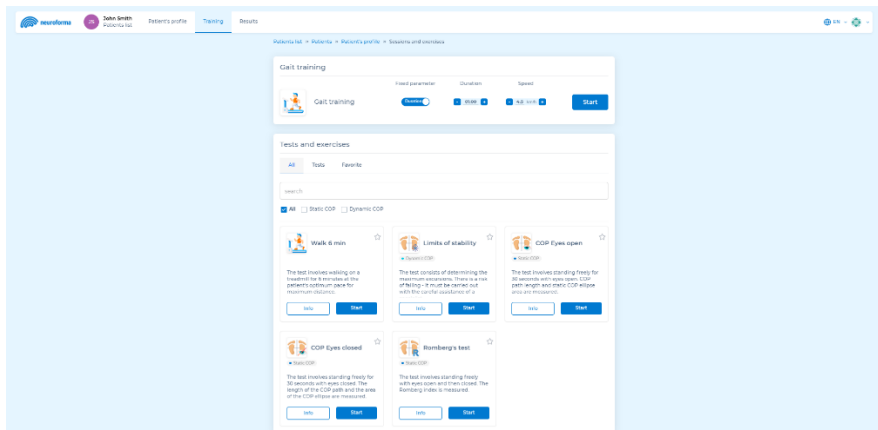 neuroforms
JS
John Smith
Patients list
Patient's profile
Training
Results
EN
Patients list > Patients > Patient's profile > Sessions and exercises
Gait training
Fixed parameter
Duration
Speed
Gait training
Duration
- +
- +
Start
Tests and exercises
All
Tests
Favorite
search
All
Static COP
Dynamic COP
Walk 6 min
The test involves walking on a
treadmill for 6 minutes at the
patient's optimum pace for
maximum distance.
Info
Start
Limits of stability
Dynamic COP
The test consists of determining the
maximum excursions. There is a risk
of falling - it must be carried out
with the careful assistance of a
Info
Start
COP Eyes open
Static COP
The test involves standing freely for
30 seconds with eyes open. COP
path length and static COP ellipse
area are measured.
Info
Start
COP Eyes closed
Static COP
The test involves standing freely for
30 seconds with eyes closed. The
length of the COP path and the area
of the COP ellipse are measured
Info
Start
R
Romberg's test
Static COP
The test involves standing freely
with eyes open and then closed. The
Romberg index is measured
Info
Start